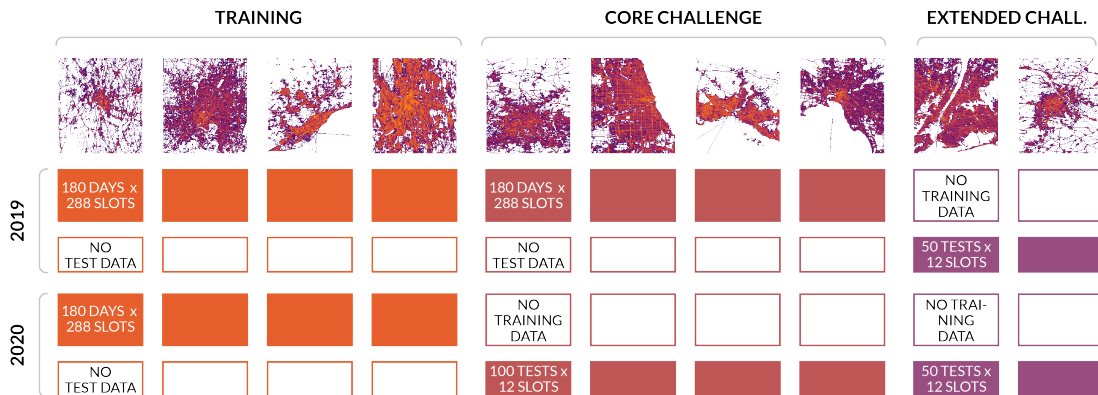 TRAINING
CORE CHALLENGE
EXTENDED CHALL.
2019
180 DAYS x
288 SLOTS
180 DAYS x
288 SLOTS
NO
TRAINING
DATA
NO
TEST DATA
NO
TEST DATA
50 TESTS x
12 SLOTS
2020
180 DAYS x
288 SLOTS
NO
TRAINING
DATA
NO TRAI-
NING
DATA
NO
TEST DATA
100 TESTS x
12 SLOTS
50 TESTS x
12 SLOTS